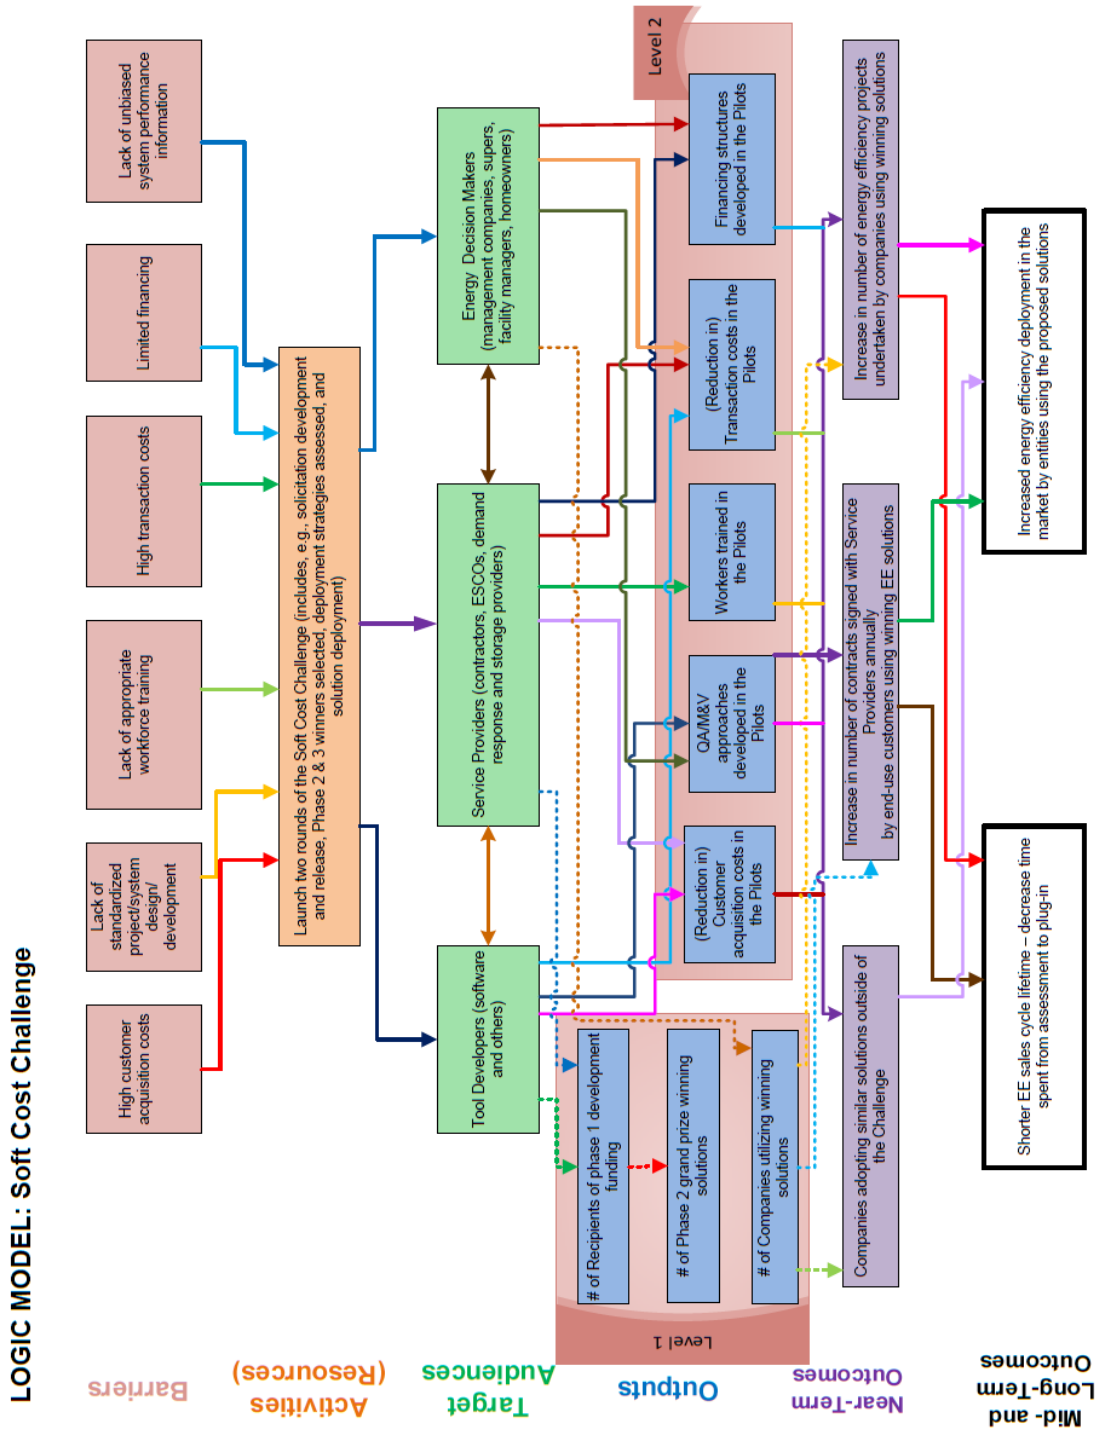 LOGIC MODEL: Soft Cost Challenge
Barriers
High customer
acquisition costs
Lack of
standardized
project/system
design/
development
Lack of appropriate
workforce training
High transaction costs
Limited financing
Lack of unbiased
system performance
information
Activities
(Resources)
Launch two rounds of the Soft Cost Challenge (includes, e.g., solicitation development
and release, Phase 2 & 3 winners selected, deployment strategies assessed, and
solution deployment)
Target
Audiences
Tool Developers (software
and others)
Service Providers (contractors, ESCOs, demand
response and storage providers)
Energy Decision Makers
(management companies, supers,
facility managers, homeowners)
Outputs
Level 1
# of Recipients of phase 1 development
funding
# of Phase 2 grand prize winning
solutions
# of Companies utilizing winning
solutions
Level 2
(Reduction in)
Customer
acquisition costs in
the Pilots
QA/M&V
approaches
developed in the
Pilots
Workers trained in
the Pilots
(Reduction in)
Transaction costs in the
Pilots
Financing structures
developed in the Pilots
Near-Term
Outcomes
Companies adopting similar solutions outside of
the Challenge
Increase in number of contracts signed with Service
Providers annually
by end-use customers using winning EE solutions
Increase in number of energy efficiency projects
undertaken by companies using winning solutions
Mid- and
Long-Term
Outcomes
Shorter EE sales cycle lifetime – decrease time
spent from assessment to plug-in
Increased energy efficiency deployment in the
market by entities using the proposed solutions